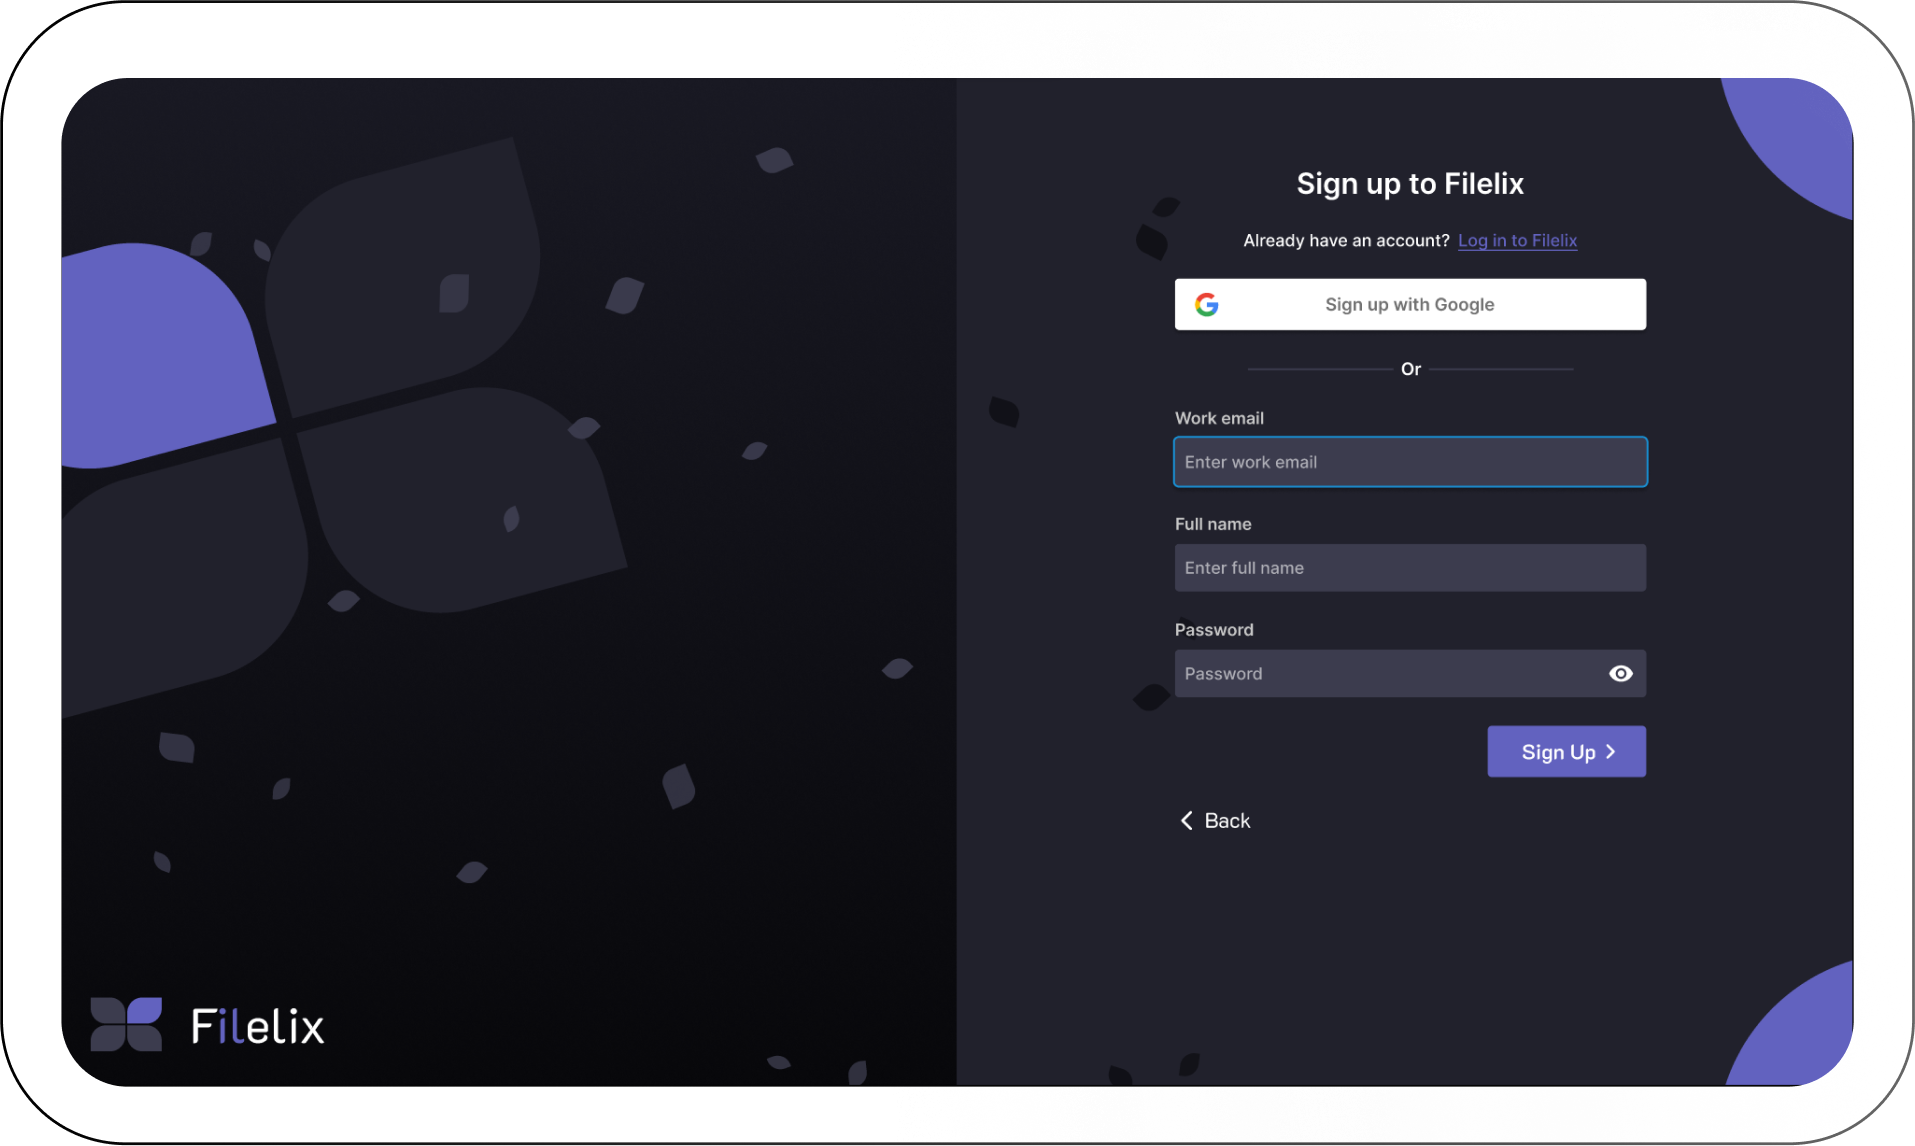 Sign up to Filelix
Already have an account? Log in to Filelix
Sign up with Google
Or
Work email
Enter work email
Full name
Enter full name
Password
Password
Sign Up
Back
Filelix